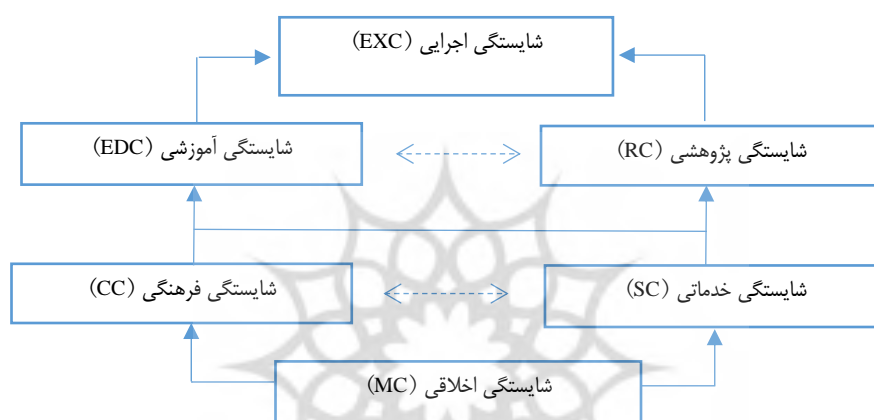 شایستگی اجرایی (EXC)
شایستگی پژوهشی (RC)
شایستگی آموزشی (EDC)
شایستگی خدماتی (SC)
شایستگی فرهنگی (CC)
شایستگی اخلاقی (MC)